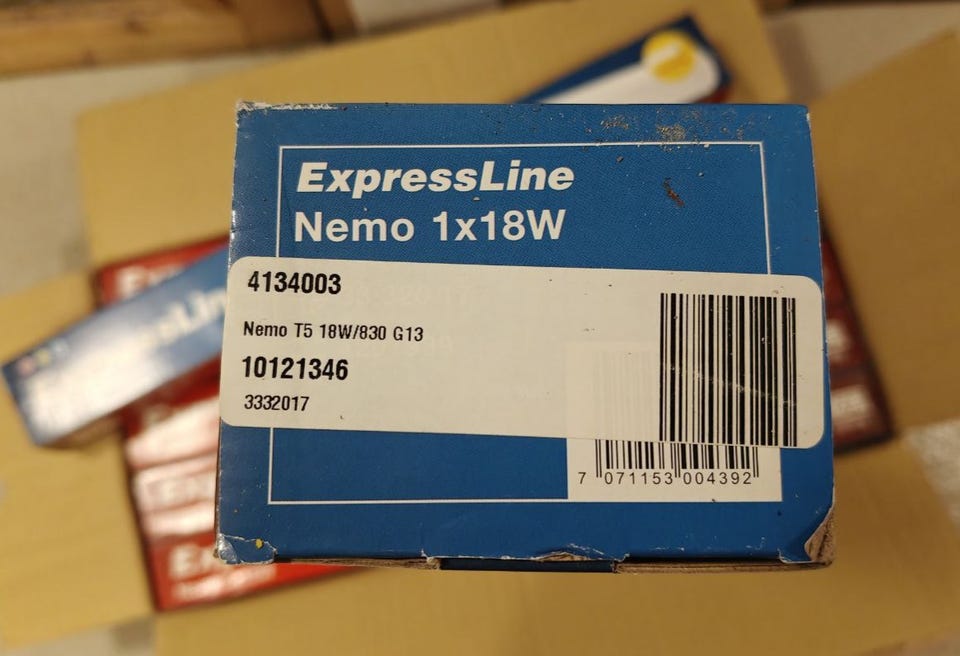 ExpressLine
Nemo 1x18W
4134003
Nemo T5 18W/830 G13
10121346
3332017
7 071153 004392